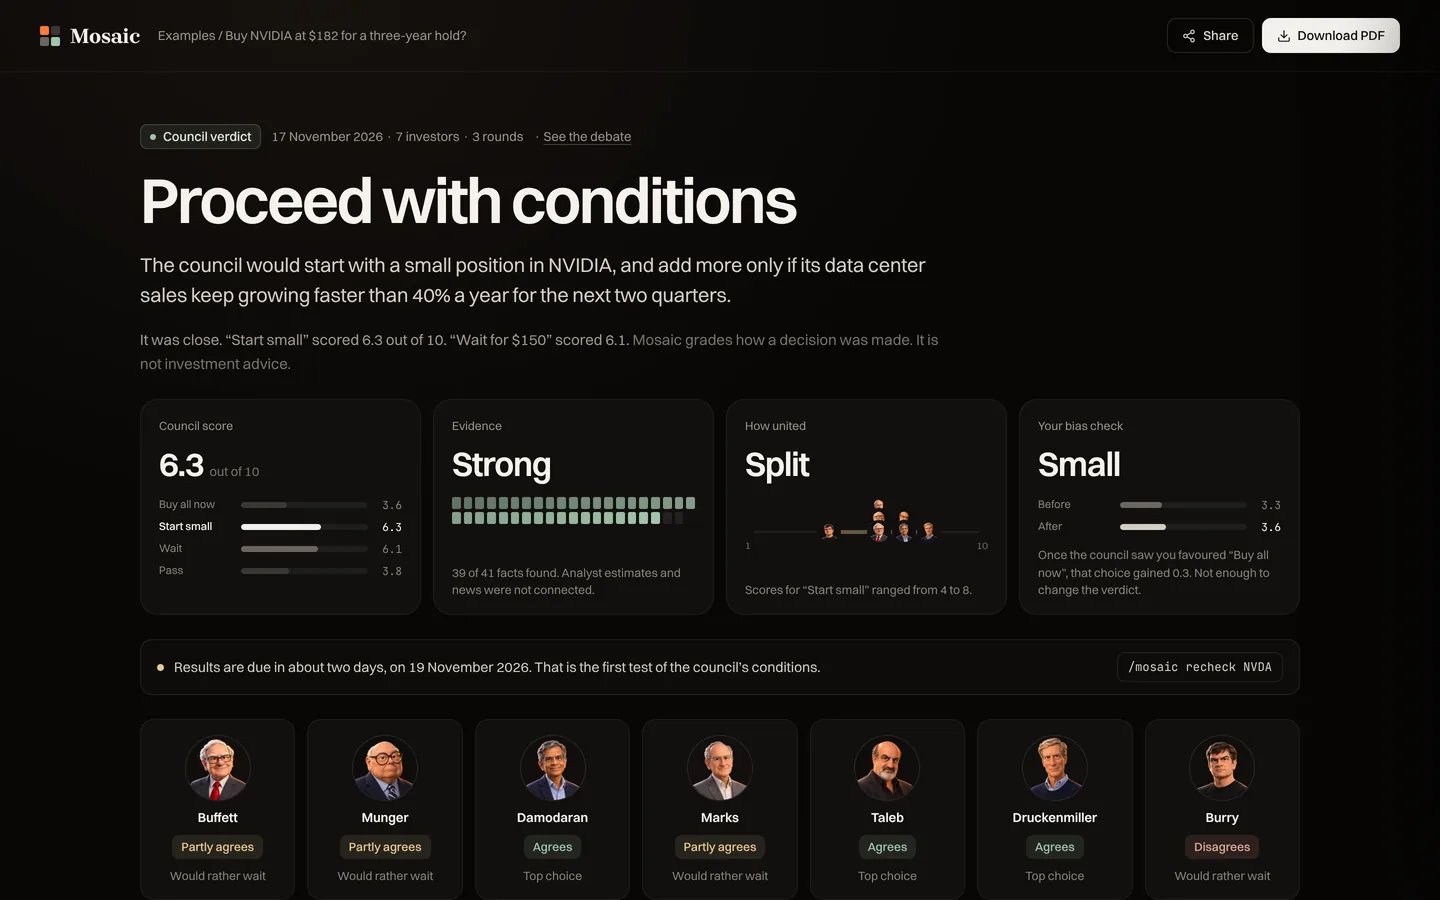 Mosaic
Examples / Buy NVIDIA at $182 for a three-year hold?
Share
Download PDF
Council verdict
17 November 2026 · 7 investors · 3 rounds · See the debate
Proceed with conditions
The council would start with a small position in NVIDIA, and add more only if its data center
sales keep growing faster than 40% a year for the next two quarters.
It was close. “Start small” scored 6.3 out of 10. “Wait for $150” scored 6.1. Mosaic grades how a decision was made. It is
not investment advice.
Council score
6.3 out of 10
Buy all now 3.6
Start small 6.3
Wait 6.1
Pass 3.8
Evidence
Strong
39 of 41 facts found. Analyst estimates and
news were not connected.
How united
Split
1 10
Scores for “Start small” ranged from 4 to 8.
Your bias check
Small
Before 3.3
After 3.6
Once the council saw you favoured “Buy all
now”, that choice gained 0.3. Not enough to
change the verdict.
Results are due in about two days, on 19 November 2026. That is the first test of the council’s conditions.
/mosaic recheck NVDA
Buffett
Partly agrees
Would rather wait
Munger
Partly agrees
Would rather wait
Damodaran
Agrees
Top choice
Marks
Partly agrees
Would rather wait
Taleb
Agrees
Top choice
Druckenmiller
Agrees
Top choice
Burry
Disagrees
Would rather wait